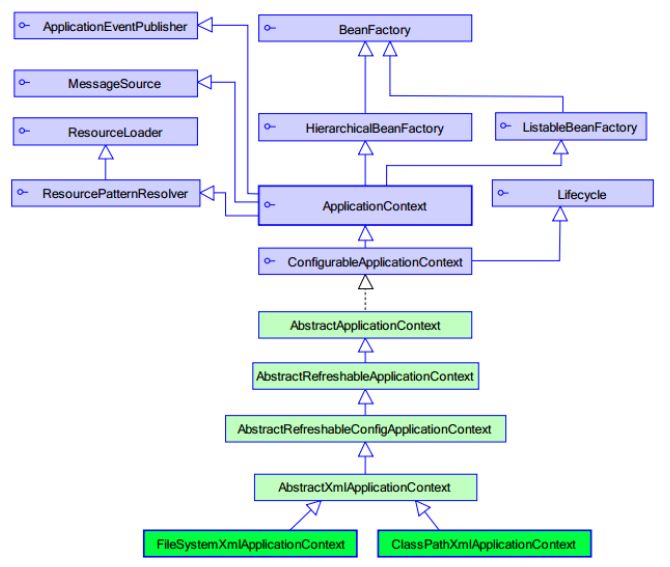 ApplicationEventPublisher
BeanFactory
MessageSource
ResourceLoader
HierarchicalBeanFactory
ListableBeanFactory
ResourcePatternResolver
ApplicationContext
Lifecycle
ConfigurableApplicationContext
AbstractApplicationContext
AbstractRefreshableApplicationContext
AbstractRefreshableConfigApplicationContext
AbstractXmlApplicationContext
FileSystemXmlApplicationContext
ClassPathXmlApplicationContext